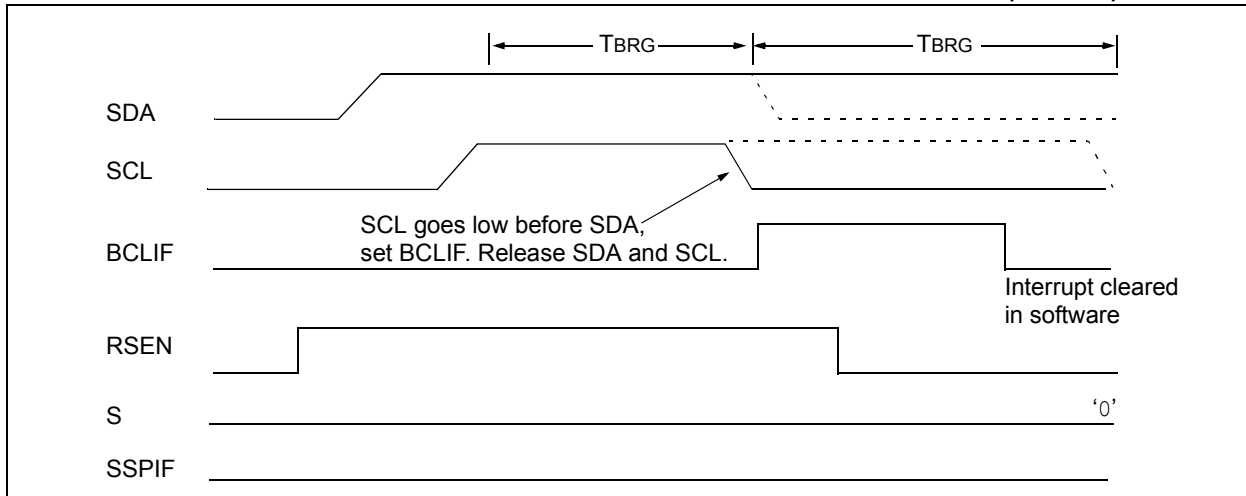 TBRG
TBRG
SDA
SCL
SCL goes low before SDA,
set BCLIF. Release SDA and SCL.
BCLIF
Interrupt cleared
in software
RSEN
S
‘0’
SSPIF